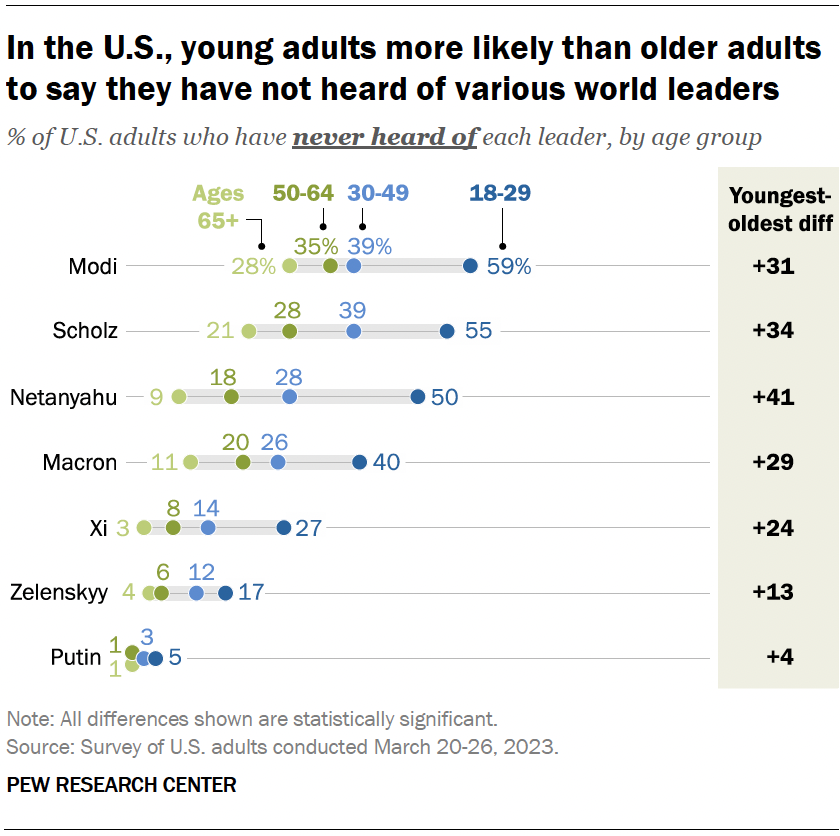 In the U.S., young adults more likely than older adults
to say they have not heard of various world leaders
% of U.S. adults who have never heard of each leader, by age group
Ages 65+ 50-64 30-49 18-29 Youngest-oldest diff
Modi 28% 35% 39% 59% +31
Scholz 21 28 39 55 +34
Netanyahu 9 18 28 50 +41
Macron 11 20 26 40 +29
Xi 3 8 14 27 +24
Zelenskyy 4 6 12 17 +13
Putin 1 1 3 5 +4
Note: All differences shown are statistically significant.
Source: Survey of U.S. adults conducted March 20-26, 2023.
PEW RESEARCH CENTER